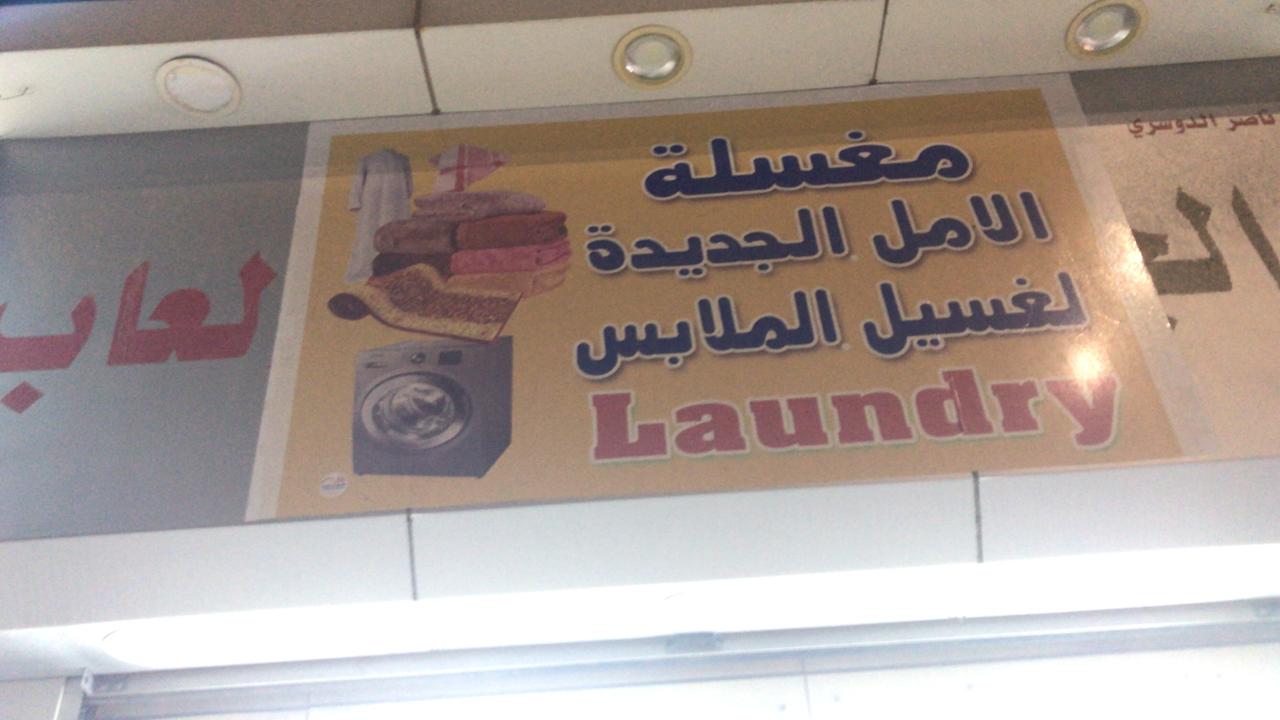 مغسلة
الامل الجديدة
لغسيل الملابس
Laundry
ناصر الدوسري
لعاب